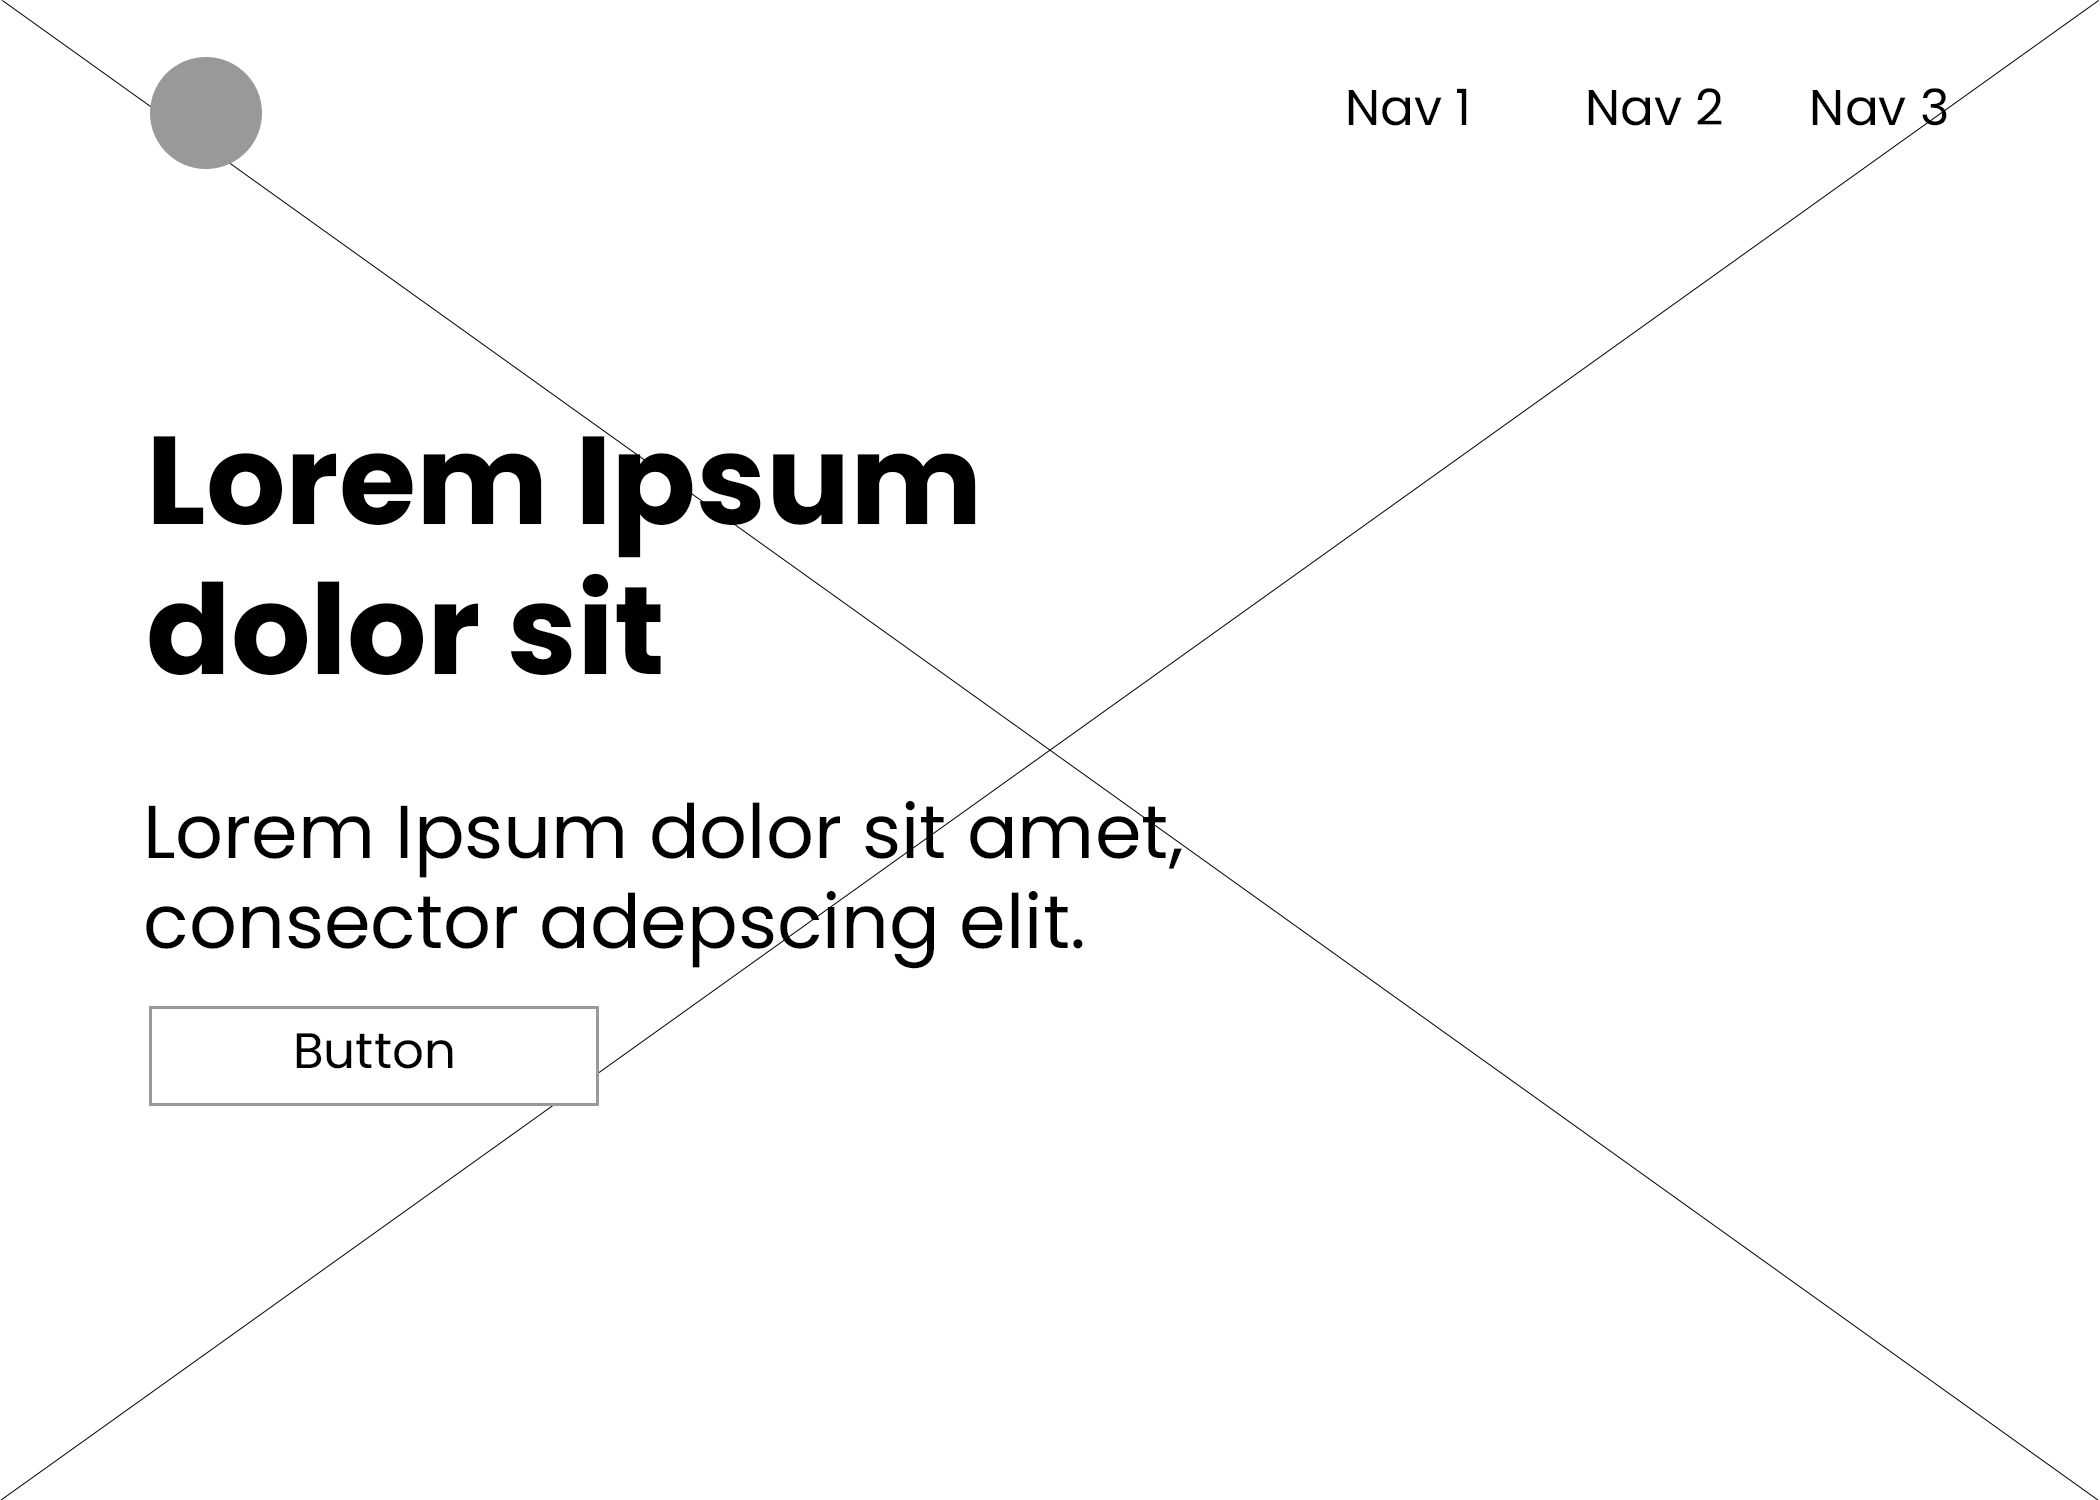 Nav 1 Nav 2 Nav 3
Lorem Ipsum
dolor sit
Lorem Ipsum dolor sit amet,
consector adepscing elit.
Button